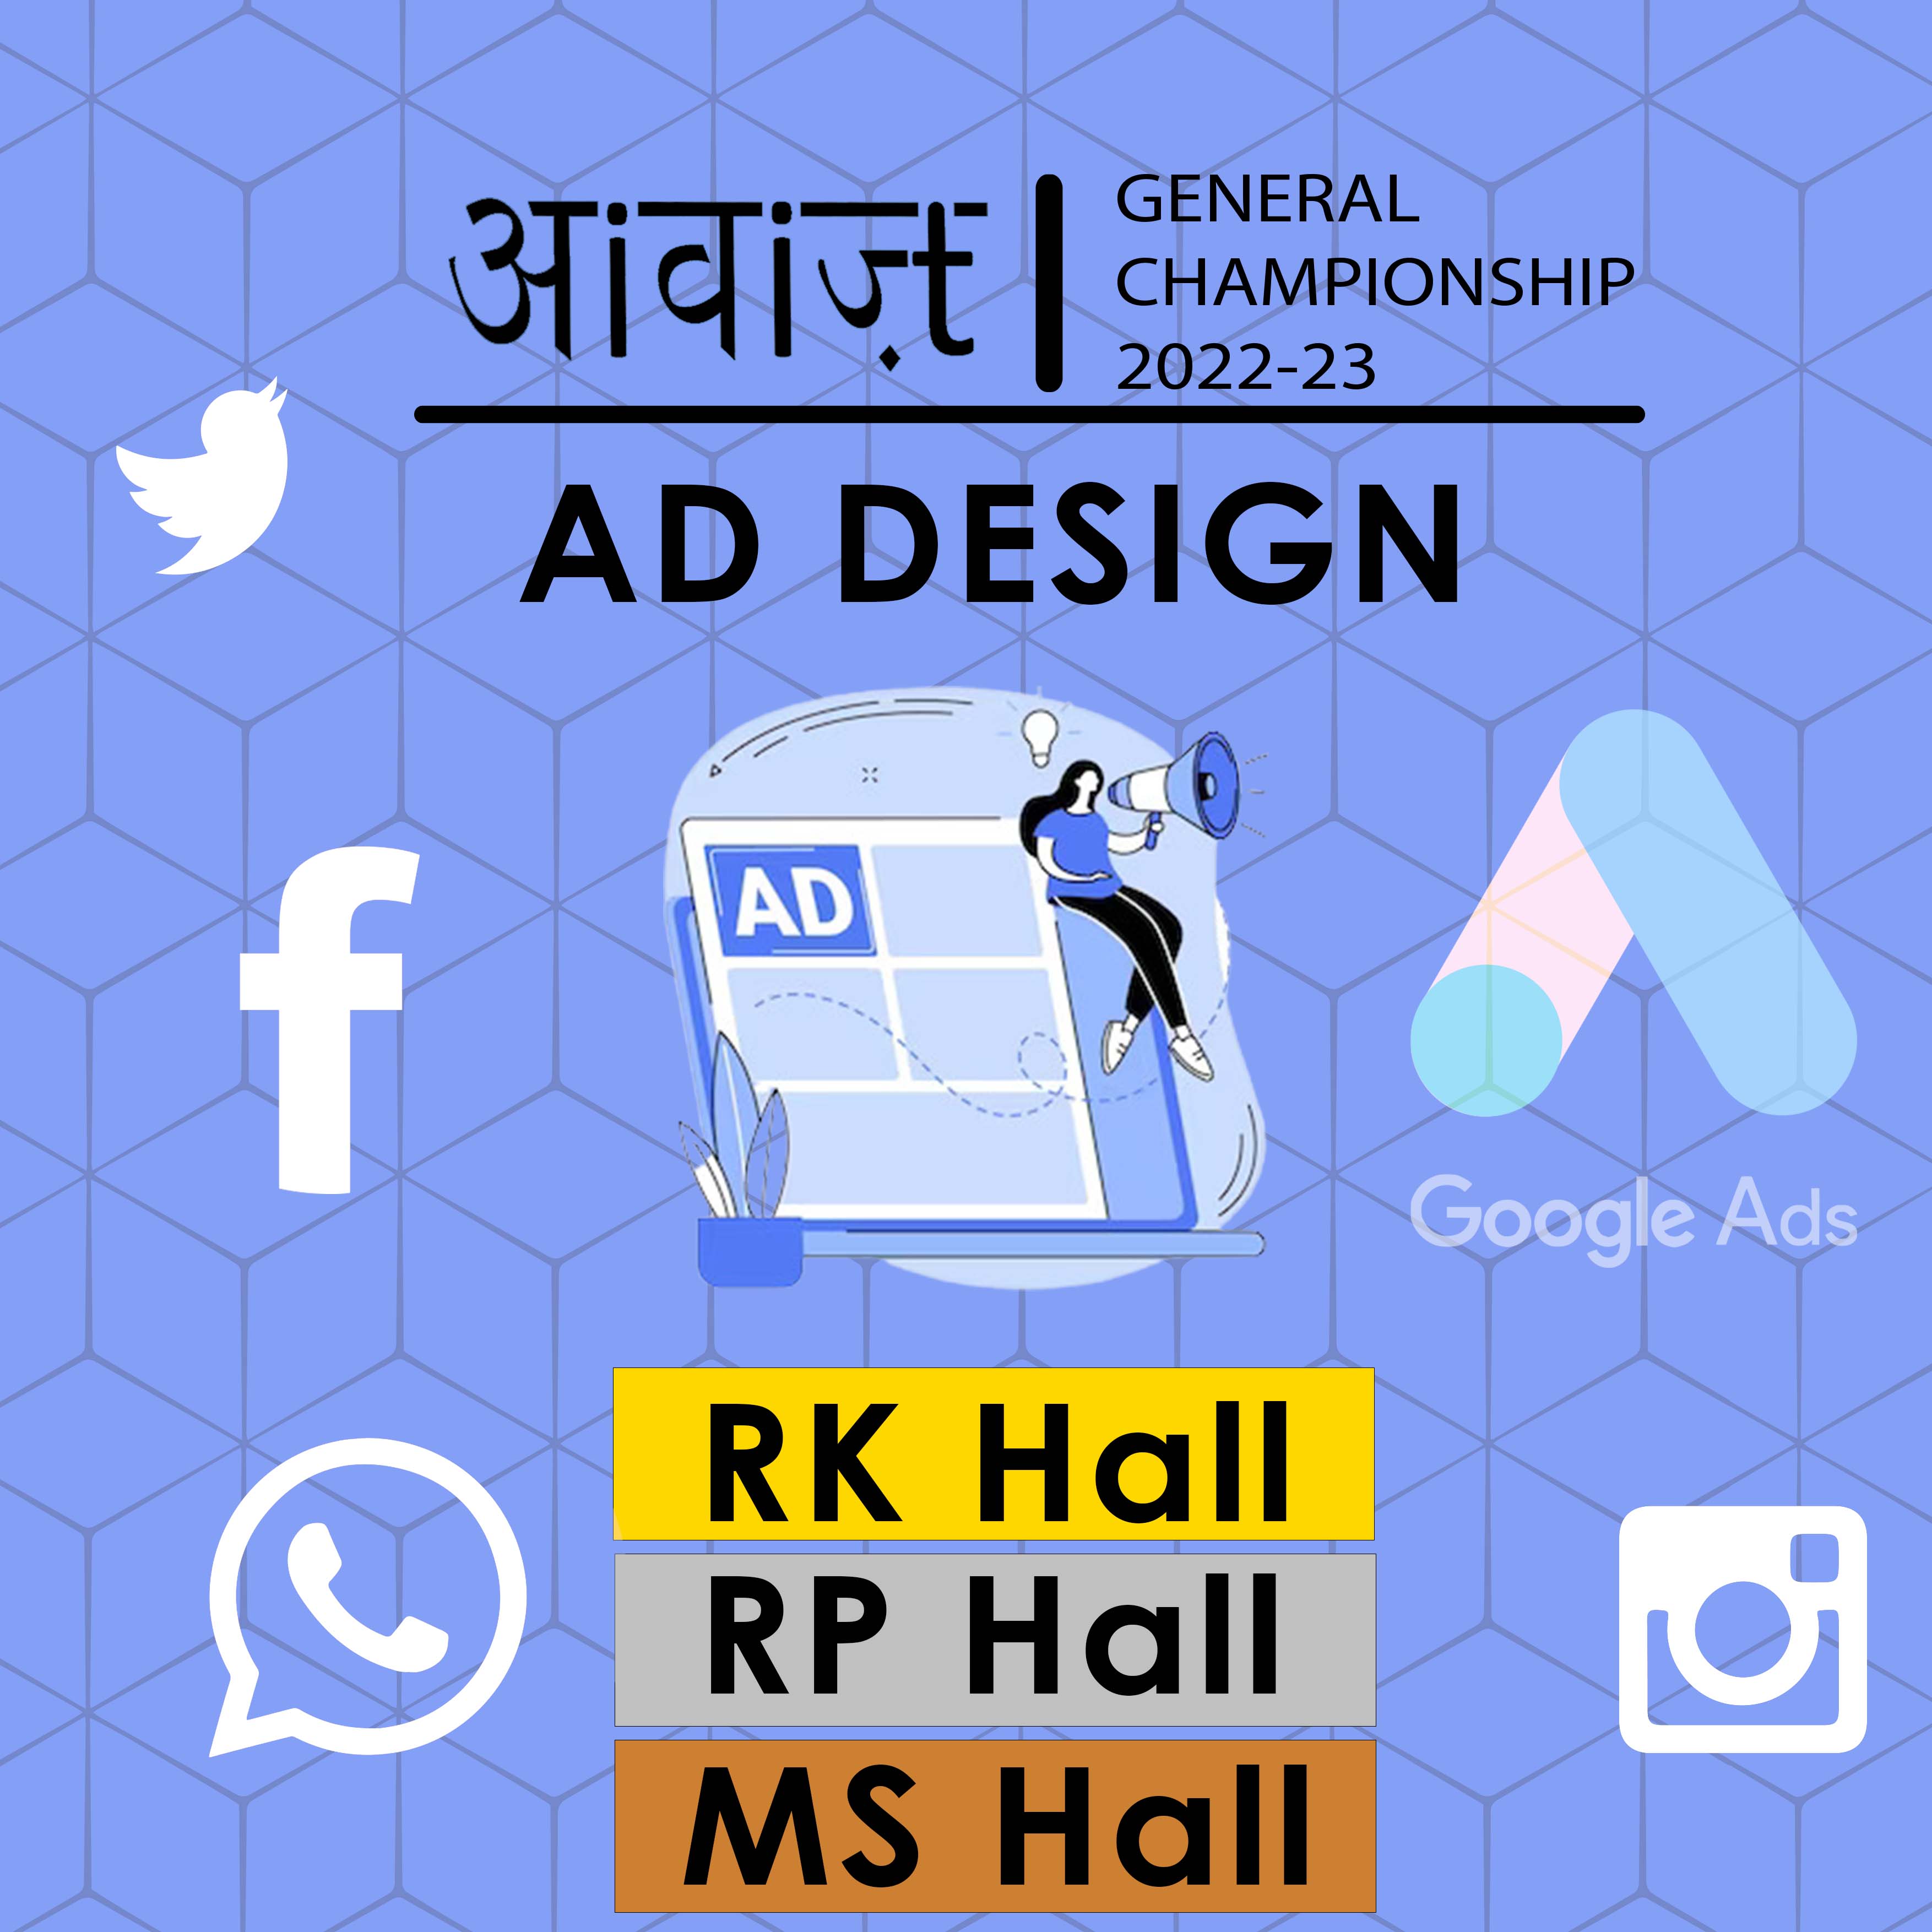 आवाज़
GENERAL
CHAMPIONSHIP
2022-23
AD DESIGN
AD
Google Ads
RK Hall
RP Hall
MS Hall